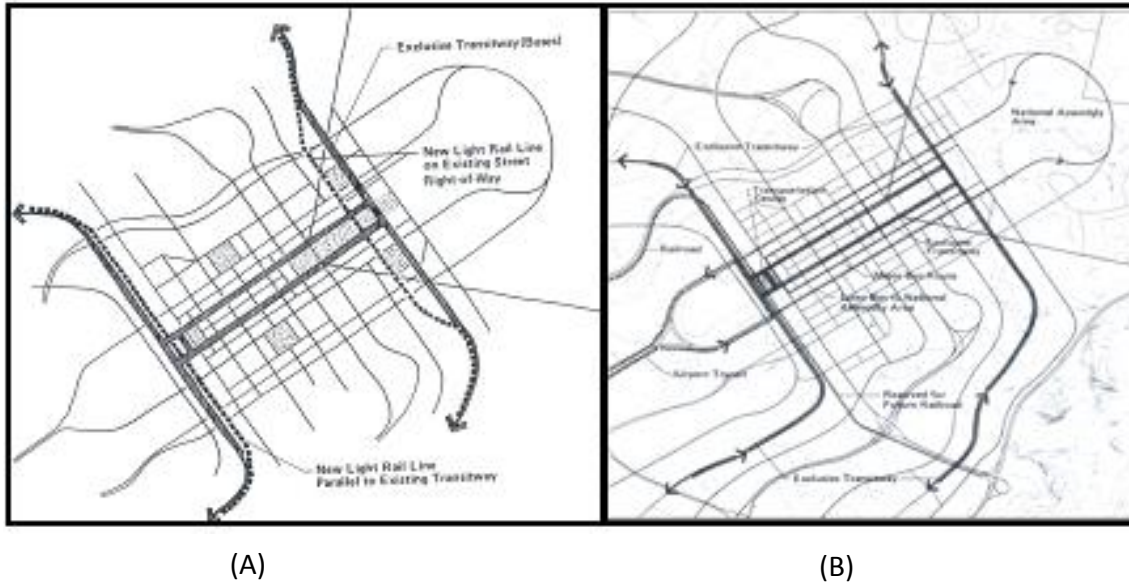 Exclusive Transitway (Buses)
New Light Rail Line
on Existing Street
Right-of-Way
New Light Rail Line
Parallel to Existing Transitway
National Assembly
Area
Exclusive Transitway
Transportation
Center
Railroad
Exclusive
Transitway
Airport Transit
Reserved for
Future Railroad
Exclusive Transitway
(A)
(B)